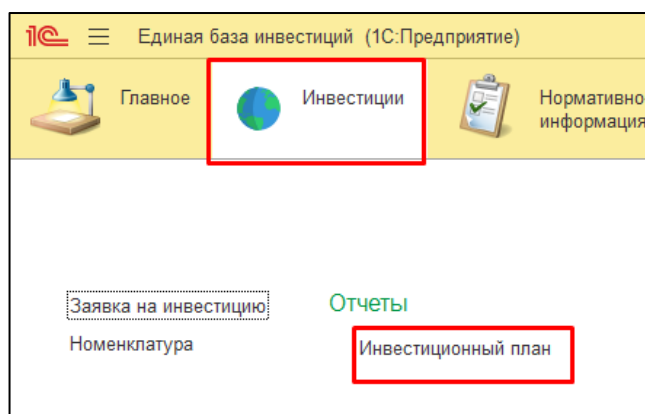 1С Единая база инвестиций (1С:Предприятие)
Главное
Инвестиции
Нормативно
информация
Заявка на инвестицию
Номенклатура
Отчеты
Инвестиционный план